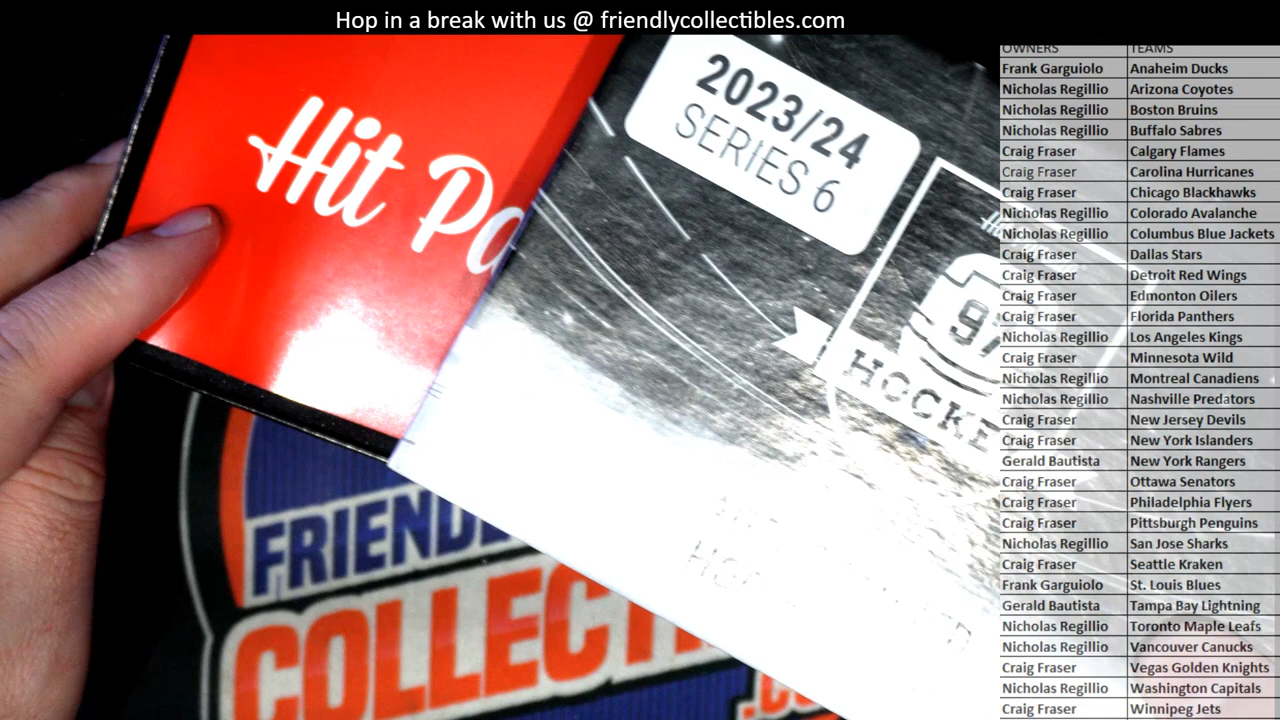 Hop in a break with us @ friendlycollectibles.com
Hit Pa
2023/24
SERIES 6
97
HOCKE
FRIENDL
COLLECTI
.co
OWNERS TEAMS
Frank Garguiolo Anaheim Ducks
Nicholas Regillio Arizona Coyotes
Nicholas Regillio Boston Bruins
Nicholas Regillio Buffalo Sabres
Craig Fraser Calgary Flames
Craig Fraser Carolina Hurricanes
Craig Fraser Chicago Blackhawks
Nicholas Regillio Colorado Avalanche
Nicholas Regillio Columbus Blue Jackets
Craig Fraser Dallas Stars
Craig Fraser Detroit Red Wings
Craig Fraser Edmonton Oilers
Craig Fraser Florida Panthers
Nicholas Regillio Los Angeles Kings
Craig Fraser Minnesota Wild
Nicholas Regillio Montreal Canadiens
Nicholas Regillio Nashville Predators
Craig Fraser New Jersey Devils
Craig Fraser New York Islanders
Gerald Bautista New York Rangers
Craig Fraser Ottawa Senators
Craig Fraser Philadelphia Flyers
Craig Fraser Pittsburgh Penguins
Nicholas Regillio San Jose Sharks
Craig Fraser Seattle Kraken
Frank Garguiolo St. Louis Blues
Gerald Bautista Tampa Bay Lightning
Nicholas Regillio Toronto Maple Leafs
Nicholas Regillio Vancouver Canucks
Craig Fraser Vegas Golden Knights
Nicholas Regillio Washington Capitals
Craig Fraser Winnipeg Jets